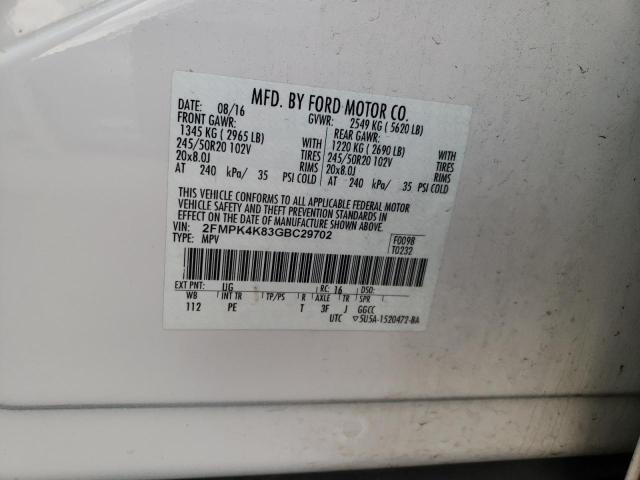 MFD. BY FORD MOTOR CO.
DATE: 08/16 GVWR: 2549 KG ( 5620 LB)
FRONT GAWR: REAR GAWR:
1345 KG ( 2965 LB) WITH 1220 KG ( 2690 LB) WITH
245/50R20 102V TIRES 245/50R20 102V TIRES
20x8.0J RIMS 20x8.0J RIMS
AT 240 kPa/ 35 PSI COLD AT 240 kPa/ 35 PSI COLD
THIS VEHICLE CONFORMS TO ALL APPLICABLE FEDERAL MOTOR
VEHICLE SAFETY AND THEFT PREVENTION STANDARDS IN EFFECT ON THE DATE
OF MANUFACTURE SHOWN ABOVE.
VIN: 2FMPK4K83GBC29702 F0098
TYPE: MPV T0232
EXT PNT: UG RC: 16 DSO:
WB INT TR TP/PS R AXLE TR SPR
112 PE T 3F J GGCC
UTC ▽5U5A-1520472-BA